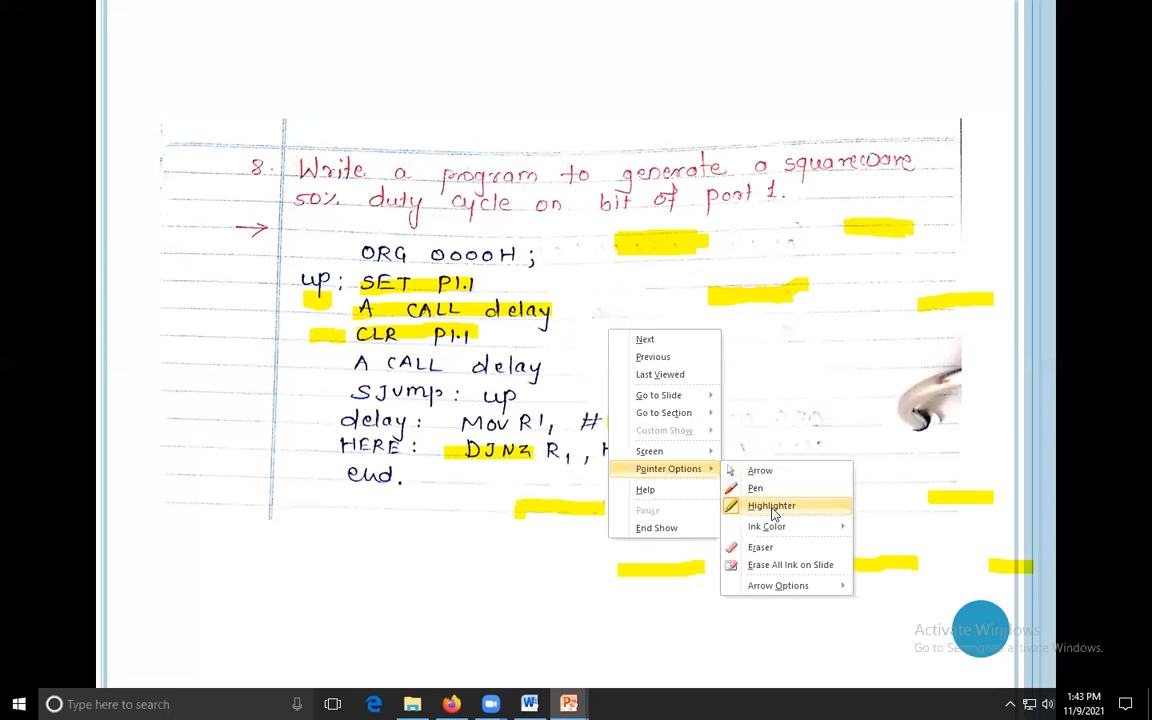 8. Write a program to generate a squareware
50% duty cycle on bit of port 1.
ORG 0000H ;
up: SET P1.1
A CALL delay
CLR P1.1
A CALL delay
SJump: up
delay: Mov R1, #
HERE: DJNZ R1,
end.
Next
Previous
Last Viewed
Go to Slide
Go to Section
Custom Show
Screen
Pointer Options
Help
Pause
End Show
Arrow
Pen
Highlighter
Ink Color
Eraser
Erase All Ink on Slide
Arrow Options
Activate Windows
Go to Settings to activate Windows.
Type here to search
1:43 PM
11/9/2021